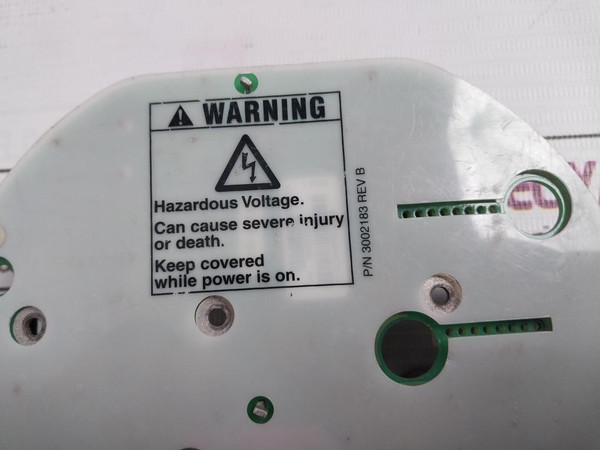 WARNING
Hazardous Voltage.
Can cause severe injury
or death.
Keep covered
while power is on.
P/N 3002183 REV B